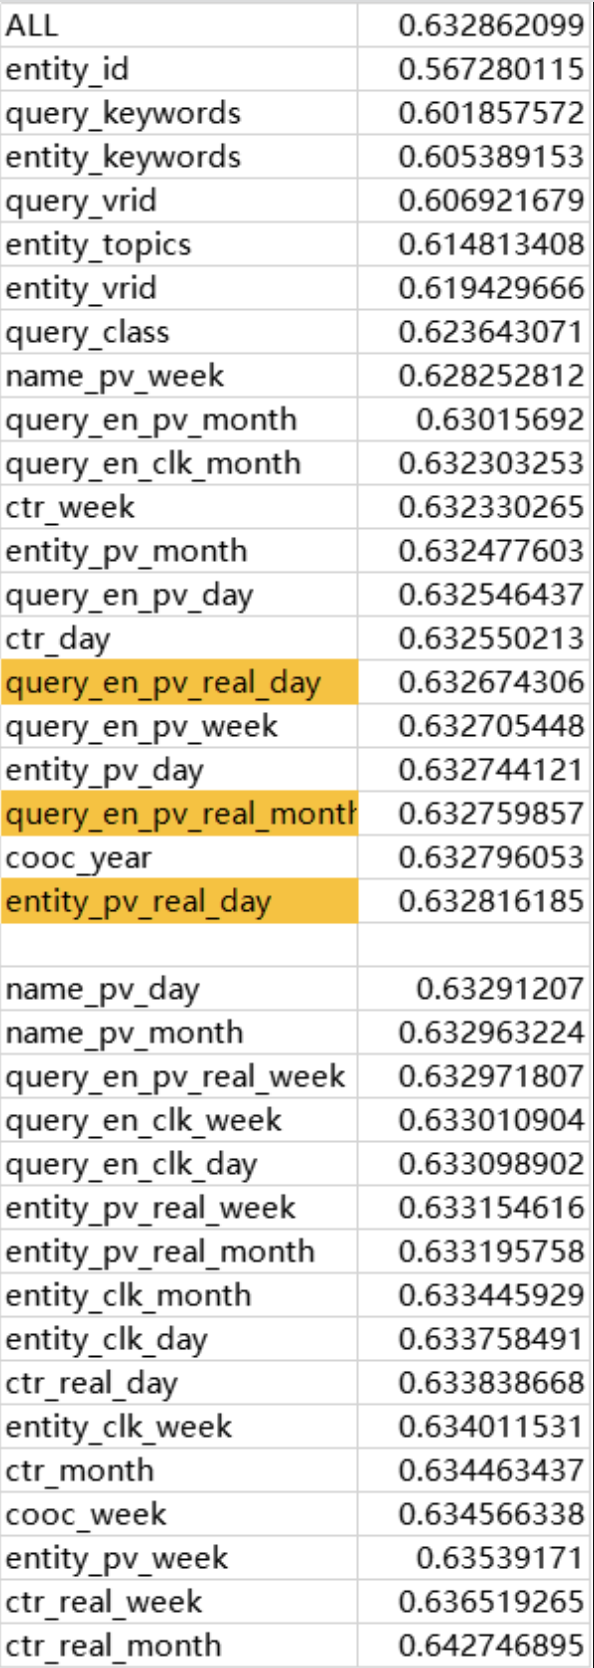 ALL 0.632862099
entity_id 0.567280115
query_keywords 0.601857572
entity_keywords 0.605389153
query_vrid 0.606921679
entity_topics 0.614813408
entity_vrid 0.619429666
query_class 0.623643071
name_pv_week 0.628252812
query_en_pv_month 0.63015692
query_en_clk_month 0.632303253
ctr_week 0.632330265
entity_pv_month 0.632477603
query_en_pv_day 0.632546437
ctr_day 0.632550213
query_en_pv_real_day 0.632674306
query_en_pv_week 0.632705448
entity_pv_day 0.632744121
query_en_pv_real_month 0.632759857
cooc_year 0.632796053
entity_pv_real_day 0.632816185
name_pv_day 0.63291207
name_pv_month 0.632963224
query_en_pv_real_week 0.632971807
query_en_clk_week 0.633010904
query_en_clk_day 0.633098902
entity_pv_real_week 0.633154616
entity_pv_real_month 0.633195758
entity_clk_month 0.633445929
entity_clk_day 0.633758491
ctr_real_day 0.633838668
entity_clk_week 0.634011531
ctr_month 0.634463437
cooc_week 0.634566338
entity_pv_week 0.63539171
ctr_real_week 0.636519265
ctr_real_month 0.642746895